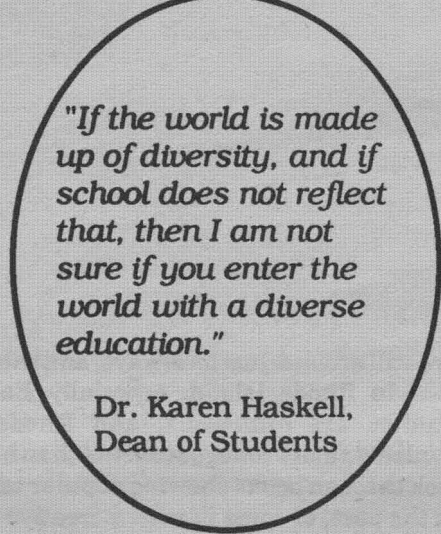 "If the world is made
up of diversity, and if
school does not reflect
that, then I am not
sure if you enter the
world with a diverse
education."
Dr. Karen Haskell,
Dean of Students